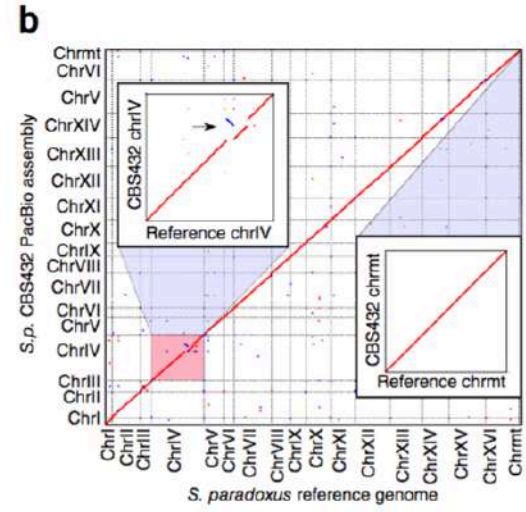 b
Chrmt
ChrVI
ChrV
ChrXIV
ChrXIII
ChrXII
ChrXI
ChrX
ChrIX
ChrVIII
ChrVII
ChrVI
ChrV
ChrIV
ChrIII
ChrII
ChrI
S.p. CBS432 PacBio assembly
CBS432 chrIV
Reference chrIV
CBS432 chrmt
Reference chrmt
ChrI
ChrII
ChrIII
ChrIV
ChrV
ChrVI
ChrVII
ChrVIII
ChrIX
ChrX
ChrXI
ChrXII
ChrXIII
ChrXIV
ChrXV
ChrXVI
Chrmt
S. paradoxus reference genome